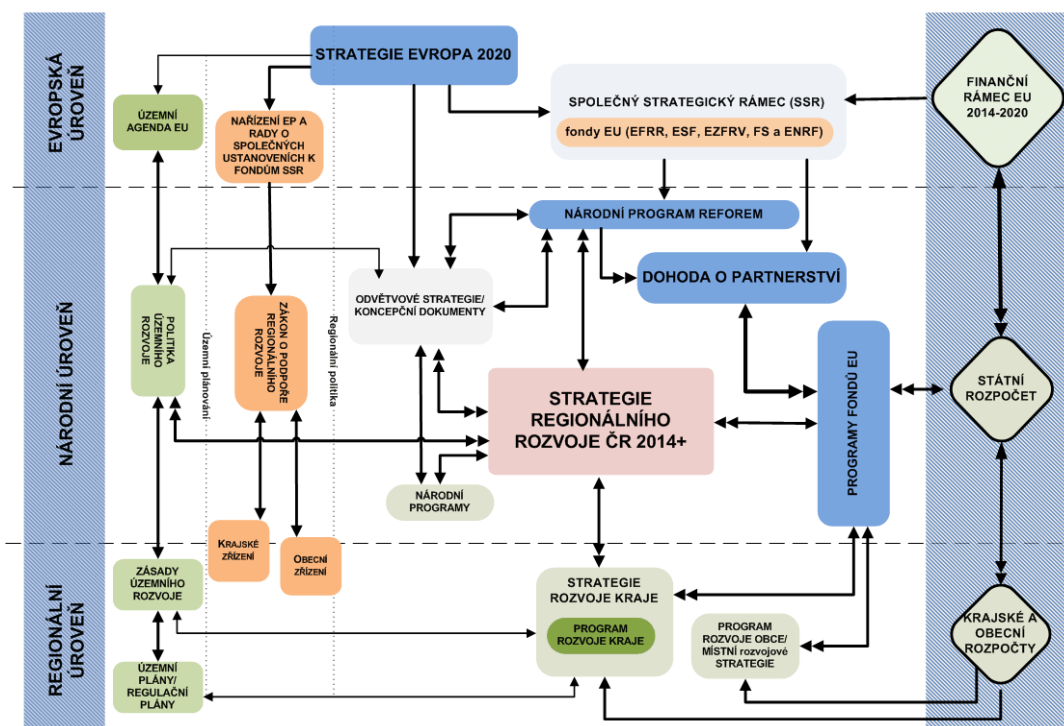 EVROPSKÁ
ÚROVEŇ
STRATEGIE EVROPA 2020
ÚZEMNÍ
AGENDA EU
NAŘÍZENÍ EP A
RADY O
SPOLEČNÝCH
USTANOVENÍCH K
FONDŮM SSR
SPOLEČNÝ STRATEGICKÝ RÁMEC (SSR)
fondy EU (EFRR, ESF, EZFRV, FS a ENRF)
FINANČNÍ
RÁMEC EU
2014-2020
NÁRODNÍ ÚROVEŇ
NÁRODNÍ PROGRAM REFOREM
DOHODA O PARTNERSTVÍ
ODVĚTVOVÉ STRATEGIE/
KONCEPČNÍ DOKUMENTY
POLITIKA
ÚZEMNÍHO
ROZVOJE
Územní plánování
ZÁKON O PODPOŘE
REGIONÁLNÍHO
ROZVOJE
Regionální politika
STRATEGIE
REGIONÁLNÍHO
ROZVOJE ČR 2014+
PROGRAMY FONDŮ EU
STÁTNÍ
ROZPOČET
NÁRODNÍ
PROGRAMY
KRAJSKÉ
ZŘÍZENÍ
OBECNÍ
ZŘÍZENÍ
REGIONÁLNÍ
ÚROVEŇ
ZÁSADY
ÚZEMNÍHO
ROZVOJE
STRATEGIE
ROZVOJE KRAJE
PROGRAM
ROZVOJE KRAJE
PROGRAM
ROZVOJE OBCE/
MÍSTNÍ rozvojové
STRATEGIE
KRAJSKÉ A
OBECNÍ
ROZPOČTY
ÚZEMNÍ
PLÁNY/
REGULAČNÍ
PLÁNY